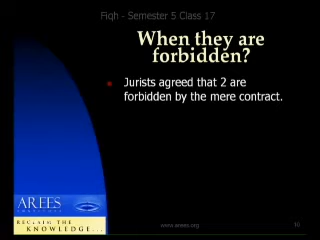 Fiqh - Semester 5 Class 17
When they are
forbidden?
Jurists agreed that 2 are
forbidden by the mere contract.
AREES
RECLAIM THE
KNOWLEDGE...
www.arees.org
10